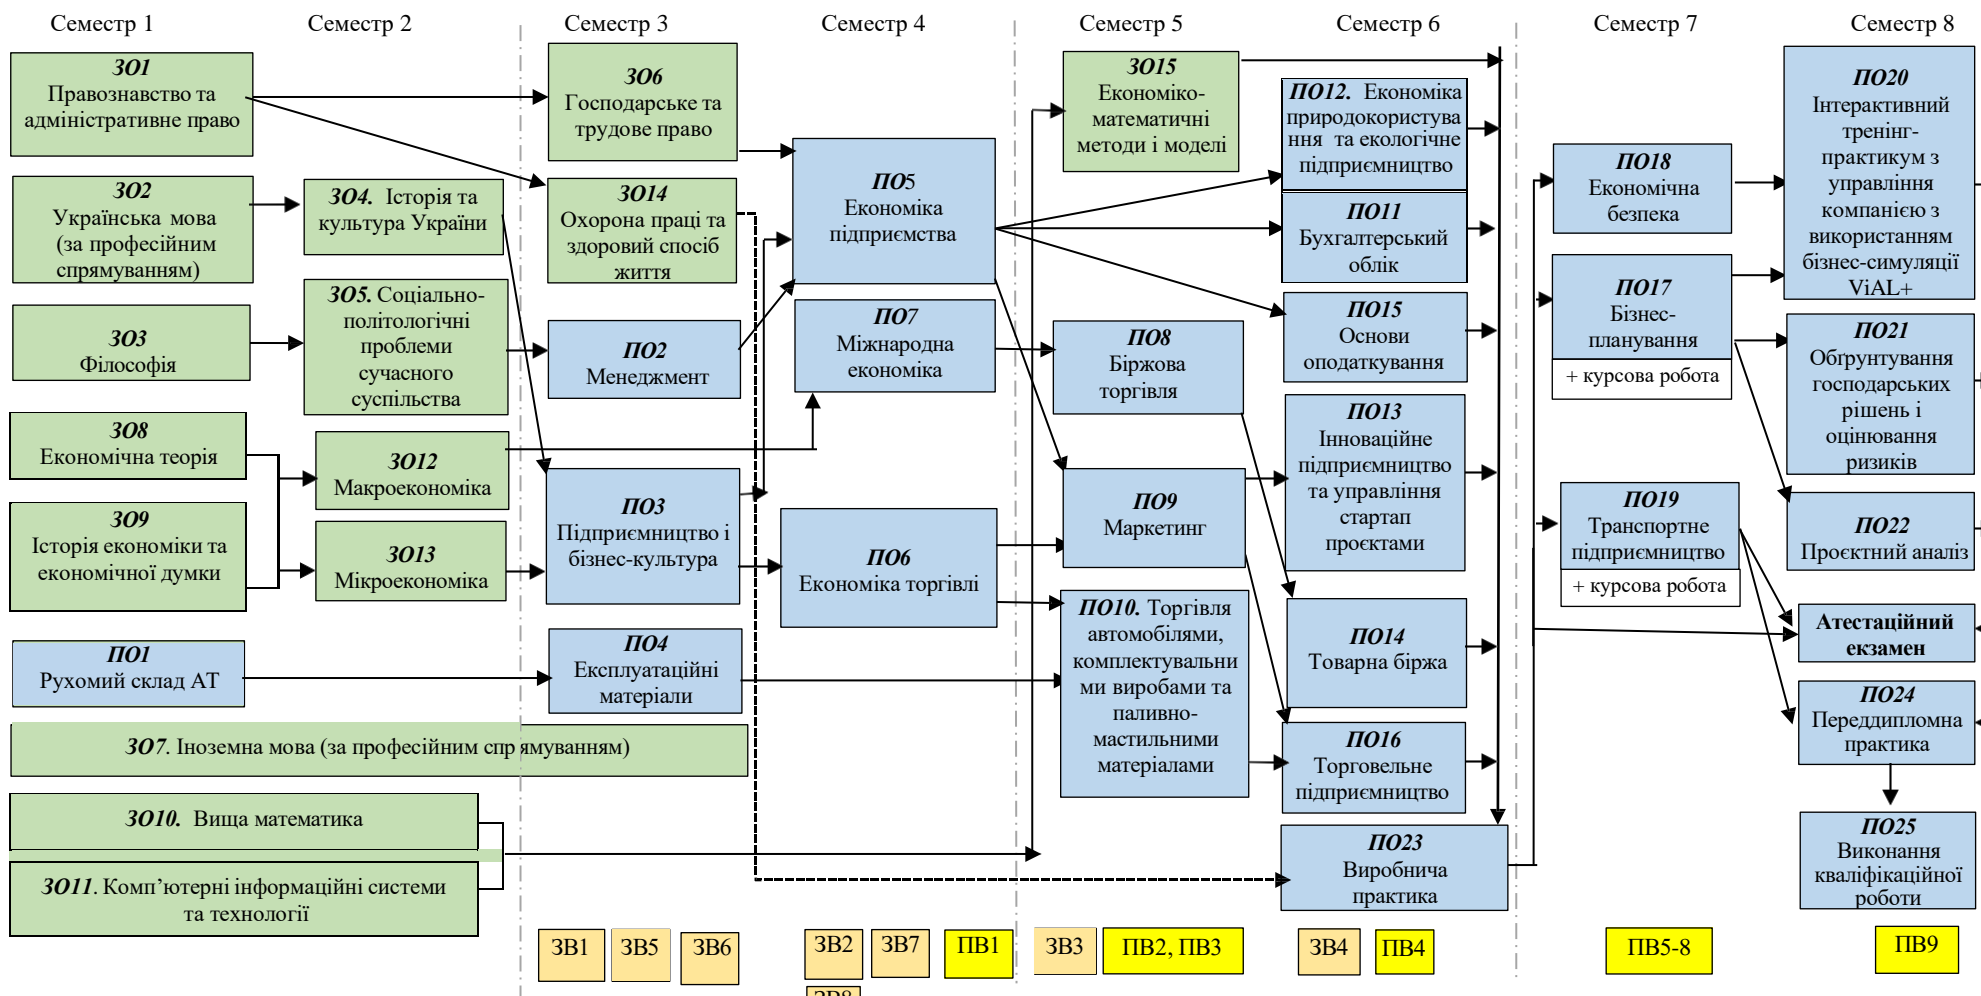 Семестр 1
Семестр 2
Семестр 3
Семестр 4
Семестр 5
Семестр 6
Семестр 7
Семестр 8
ЗО1
Правознавство та
адміністративне право
ЗО2
Українська мова
(за професійним
спрямуванням)
ЗО3
Філософія
ЗО8
Економічна теорія
ЗО9
Історія економіки та
економічної думки
ПО1
Рухомий склад АТ
ЗО7. Іноземна мова (за професійним спрямуванням)
ЗО10. Вища математика
ЗО11. Комп’ютерні інформаційні системи
та технології
ЗО4. Історія та
культура України
ЗО5. Соціально-
політологічні
проблеми
сучасного
суспільства
ЗО12
Макроекономіка
ЗО13
Мікроекономіка
ЗО6
Господарське та
трудове право
ЗО14
Охорона праці та
здоровий спосіб
життя
ПО2
Менеджмент
ПО3
Підприємництво і
бізнес-культура
ПО4
Експлуатаційні
матеріали
ПО5
Економіка
підприємства
ПО7
Міжнародна
економіка
ПО6
Економіка торгівлі
ЗО15
Економіко-
математичні
методи і моделі
ПО8
Біржова
торгівля
ПО9
Маркетинг
ПО10. Торгівля
автомобілями,
комплектувальни
ми виробами та
паливно-
мастильними
матеріалами
ПО12. Економіка
природокористува
ння та екологічне
підприємництво
ПО11
Бухгалтерський
облік
ПО15
Основи
оподаткування
ПО13
Інноваційне
підприємництво
та управління
стартап
проєктами
ПО14
Товарна біржа
ПО16
Торговельне
підприємництво
ПО23
Виробнича
практика
ПО18
Економічна
безпека
ПО17
Бізнес-
планування
+ курсова робота
ПО19
Транспортне
підприємництво
+ курсова робота
ПО20
Інтерактивний
тренінг-
практикум з
управління
компанією з
використанням
бізнес-симуляції
ViAL+
ПО21
Обґрунтування
господарських
рішень і
оцінювання
ризиків
ПО22
Проєктний аналіз
Атестаційний
екзамен
ПО24
Переддипломна
практика
ПО25
Виконання
кваліфікаційної
роботи
ЗВ1
ЗВ5
ЗВ6
ЗВ2
ЗВ7
ПВ1
ЗВ3
ПВ2, ПВ3
ЗВ4
ПВ4
ПВ5-8
ПВ9
ЗВ8